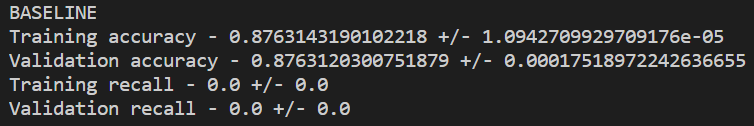 BASELINE
Training accuracy - 0.8763143190102218 +/- 1.0942709929709176e-05
Validation accuracy - 0.8763120300751879 +/- 0.00017518972242636655
Training recall - 0.0 +/- 0.0
Validation recall - 0.0 +/- 0.0